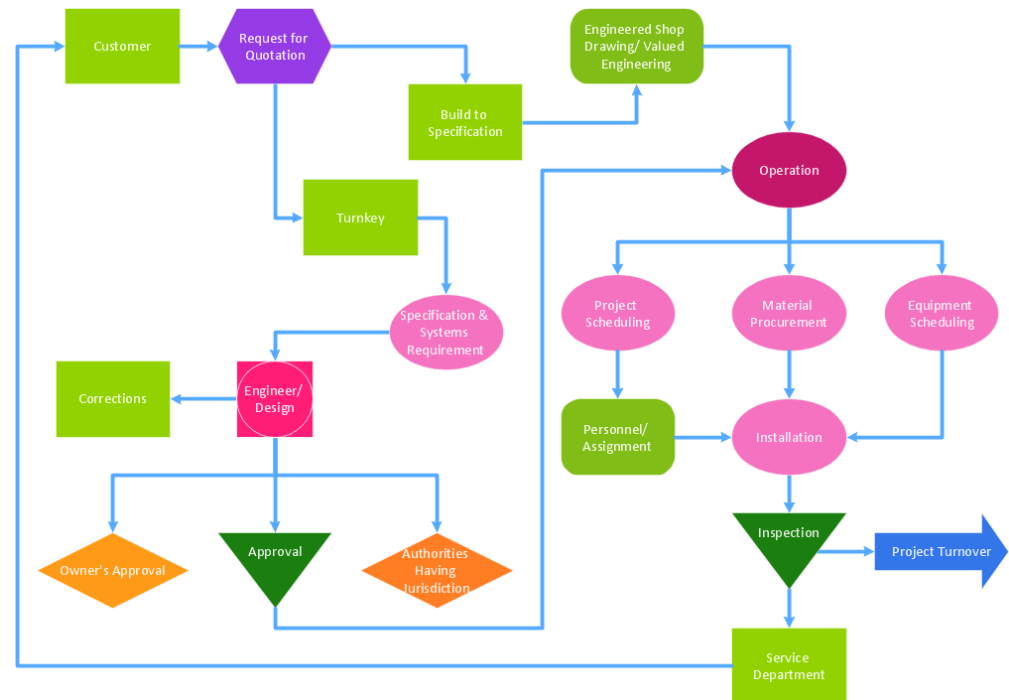 Customer
Request for
Quotation
Engineered Shop
Drawing/ Valued
Engineering
Build to
Specification
Operation
Turnkey
Specification &
Systems
Requirement
Project
Scheduling
Material
Procurement
Equipment
Scheduling
Corrections
Engineer/
Design
Personnel/
Assignment
Installation
Owner's Approval
Approval
Authorities
Having
Jurisdiction
Inspection
Project Turnover
Service
Department